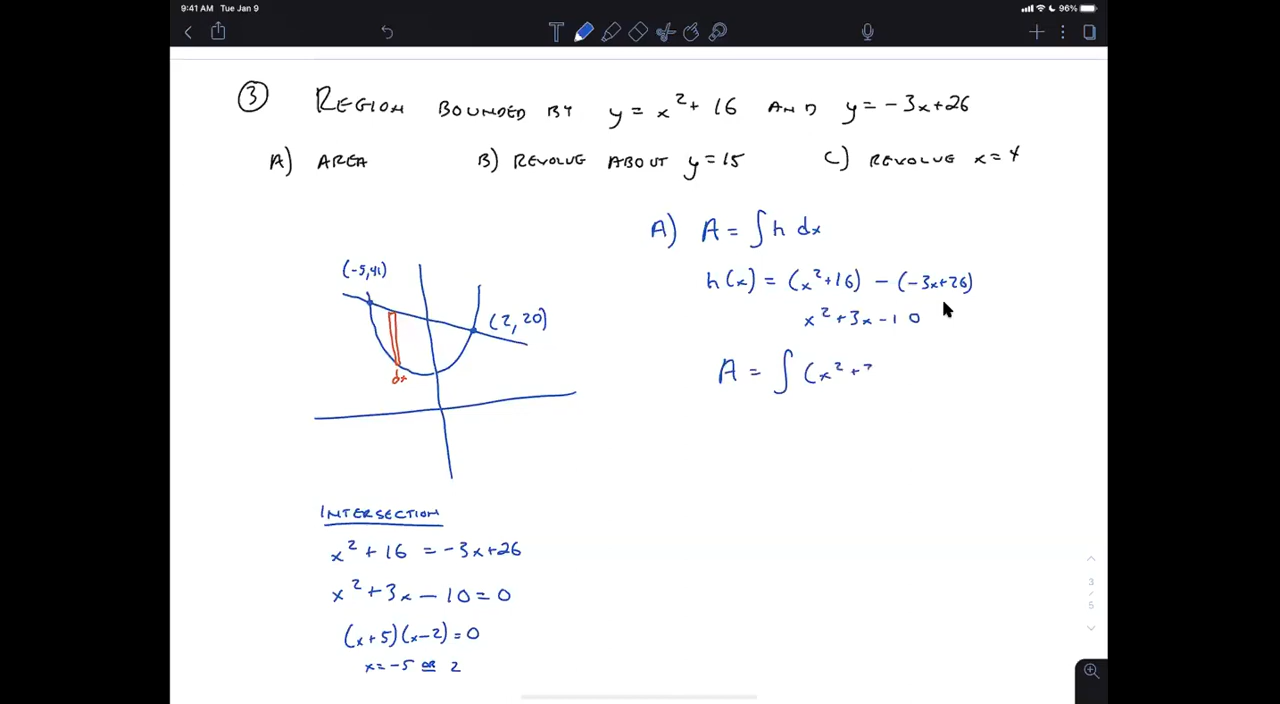 9:41 AM Tue Jan 9
96%
T
③ REGION BOUNDED BY y = x² + 16 AND y = -3x+26
A) AREA B) REVOLVE ABOUT y = 15 C) REVOLVE x = 4
A) A = ∫ h dx
h(x) = (x²+16) - (-3x+26)
x² + 3x - 10
A = ∫ (x² +
(-5,41)
(2, 20)
dx
INTERSECTION
x² + 16 = -3x+26
x² + 3x - 10 = 0
(x+5)(x-2) = 0
x = -5 OR 2
3
/
5